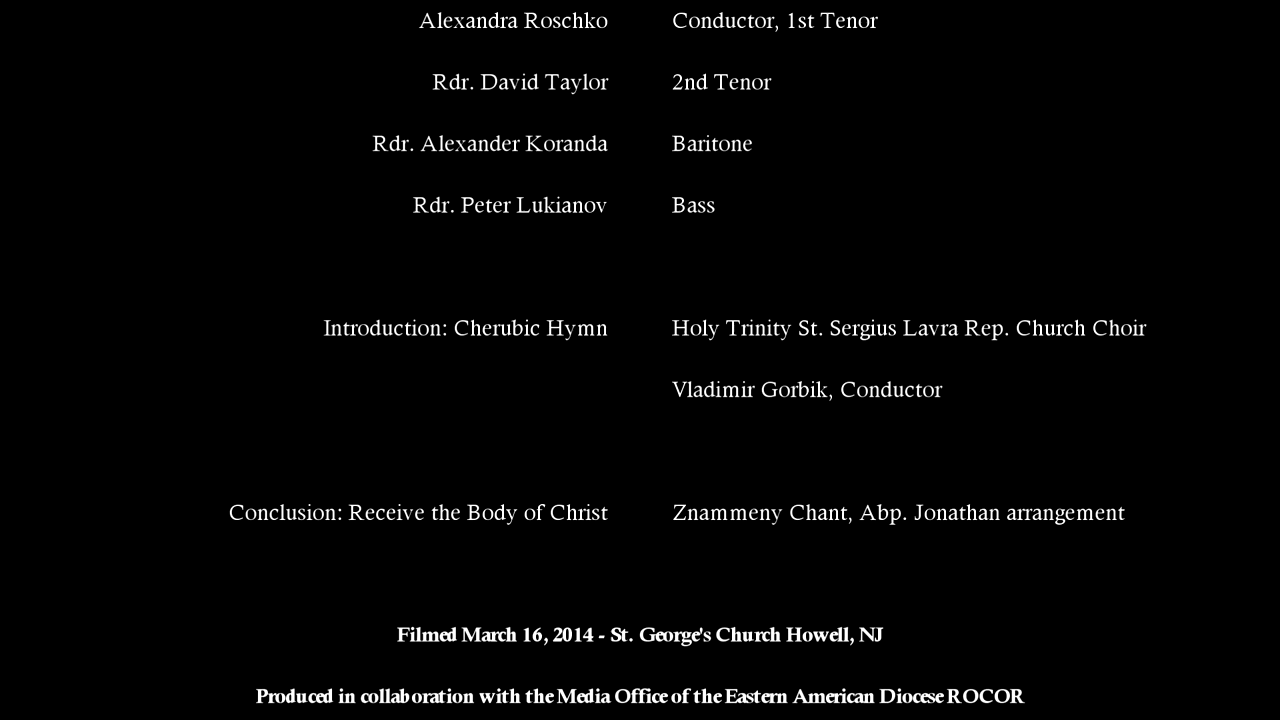 Alexandra Roschko Conductor, 1st Tenor
Rdr. David Taylor 2nd Tenor
Rdr. Alexander Koranda Baritone
Rdr. Peter Lukianov Bass
Introduction: Cherubic Hymn Holy Trinity St. Sergius Lavra Rep. Church Choir
Vladimir Gorbik, Conductor
Conclusion: Receive the Body of Christ Znammeny Chant, Abp. Jonathan arrangement
Filmed March 16, 2014 - St. George's Church Howell, NJ
Produced in collaboration with the Media Office of the Eastern American Diocese ROCOR